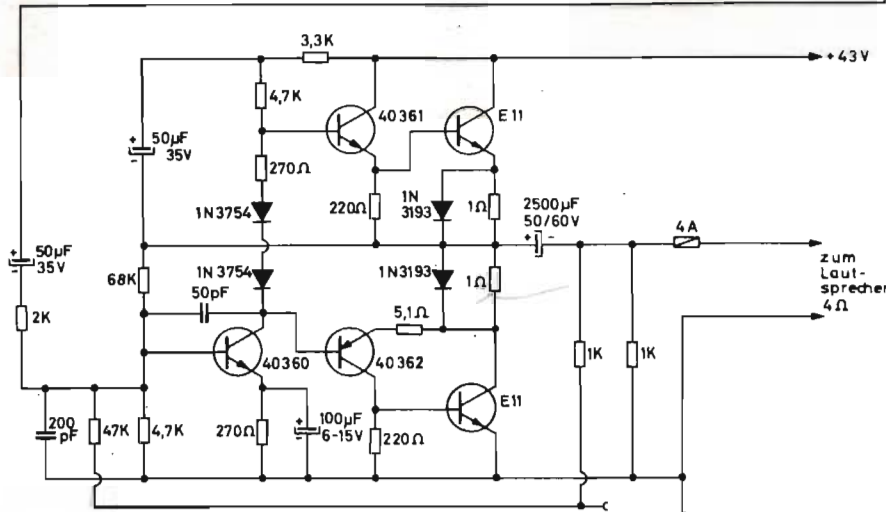 3,3K
+43V
4,7K
40361
E11
50µF
35V
270Ω
1N3754
220Ω
1N
3193
1Ω
2500µF
50/60V
4A
50µF
35V
68K
1N3754
1N3193
1Ω
zum
Laut-
sprecher
4Ω
50pF
2K
5,1Ω
40360
40362
1K
1K
E11
200
pF
47K
4,7K
270Ω
100µF
6-15V
220Ω